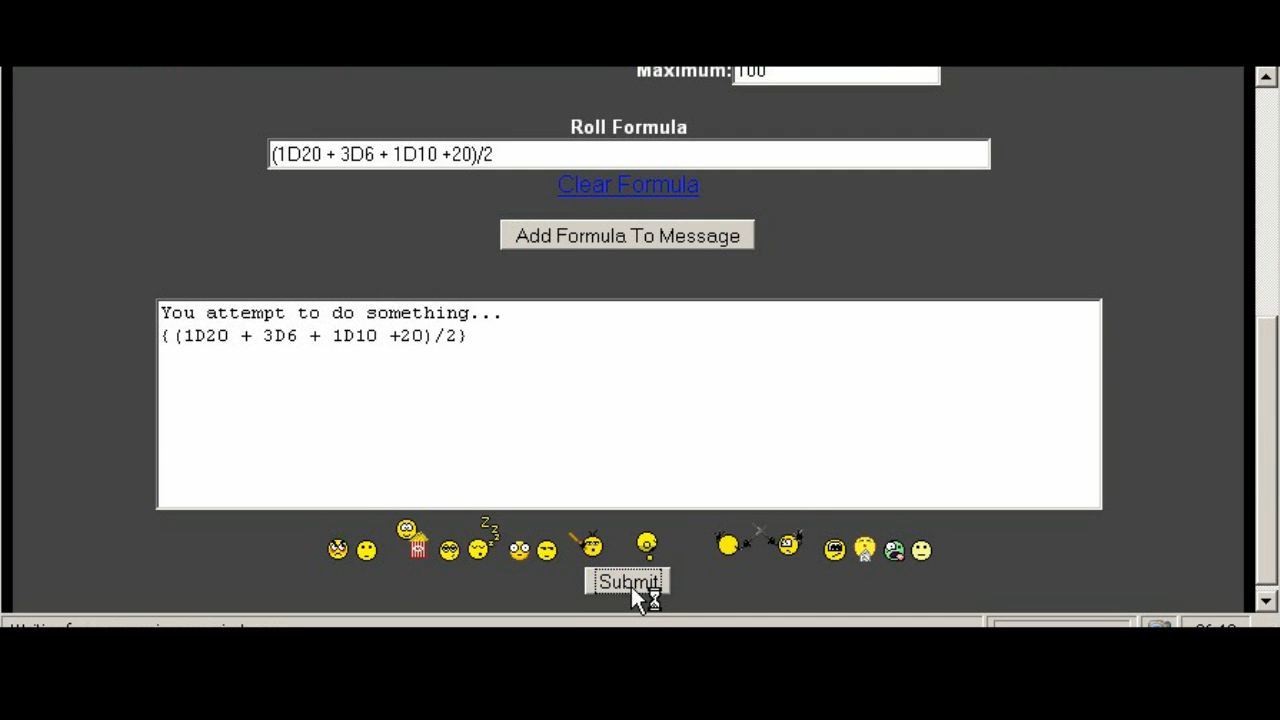 Maximum: 100
Roll Formula
(1D20 + 3D6 + 1D10 +20)/2
Clear Formula
Add Formula To Message
You attempt to do something...
{(1D20 + 3D6 + 1D10 +20)/2}
Submit